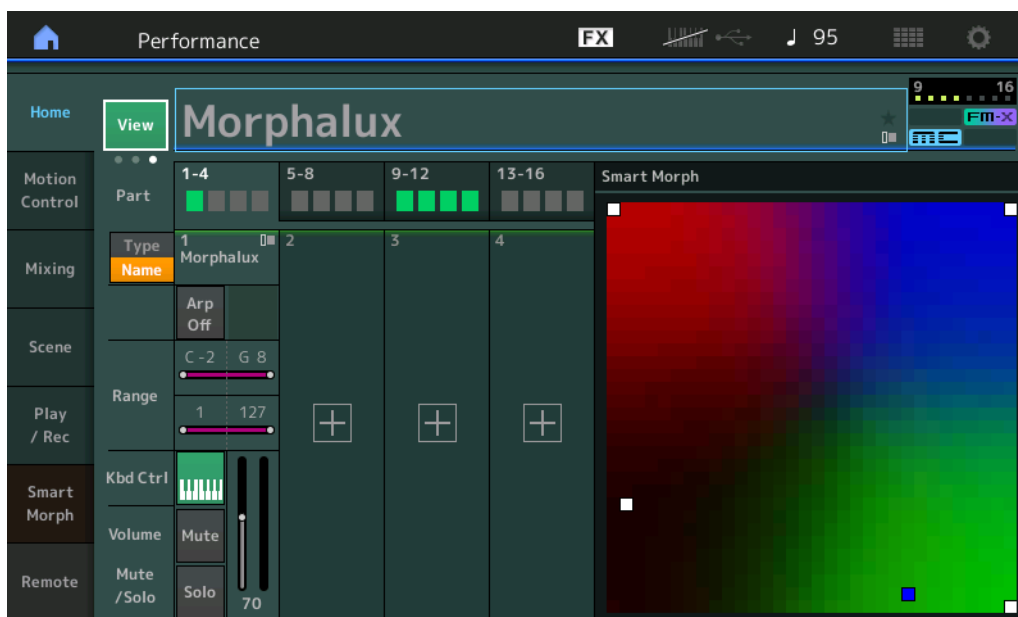 Performance
FX
95
Home
View
Morphalux
9 16
FM-X
MC
Motion
Control
Part
1-4
5-8
9-12
13-16
Smart Morph
Mixing
Type
Name
1
Morphalux
2
3
4
Arp
Off
Scene
Range
C -2 G 8
1 127
Play
/ Rec
Smart
Morph
Kbd Ctrl
Volume
Mute
Remote
Mute
/Solo
Solo
70